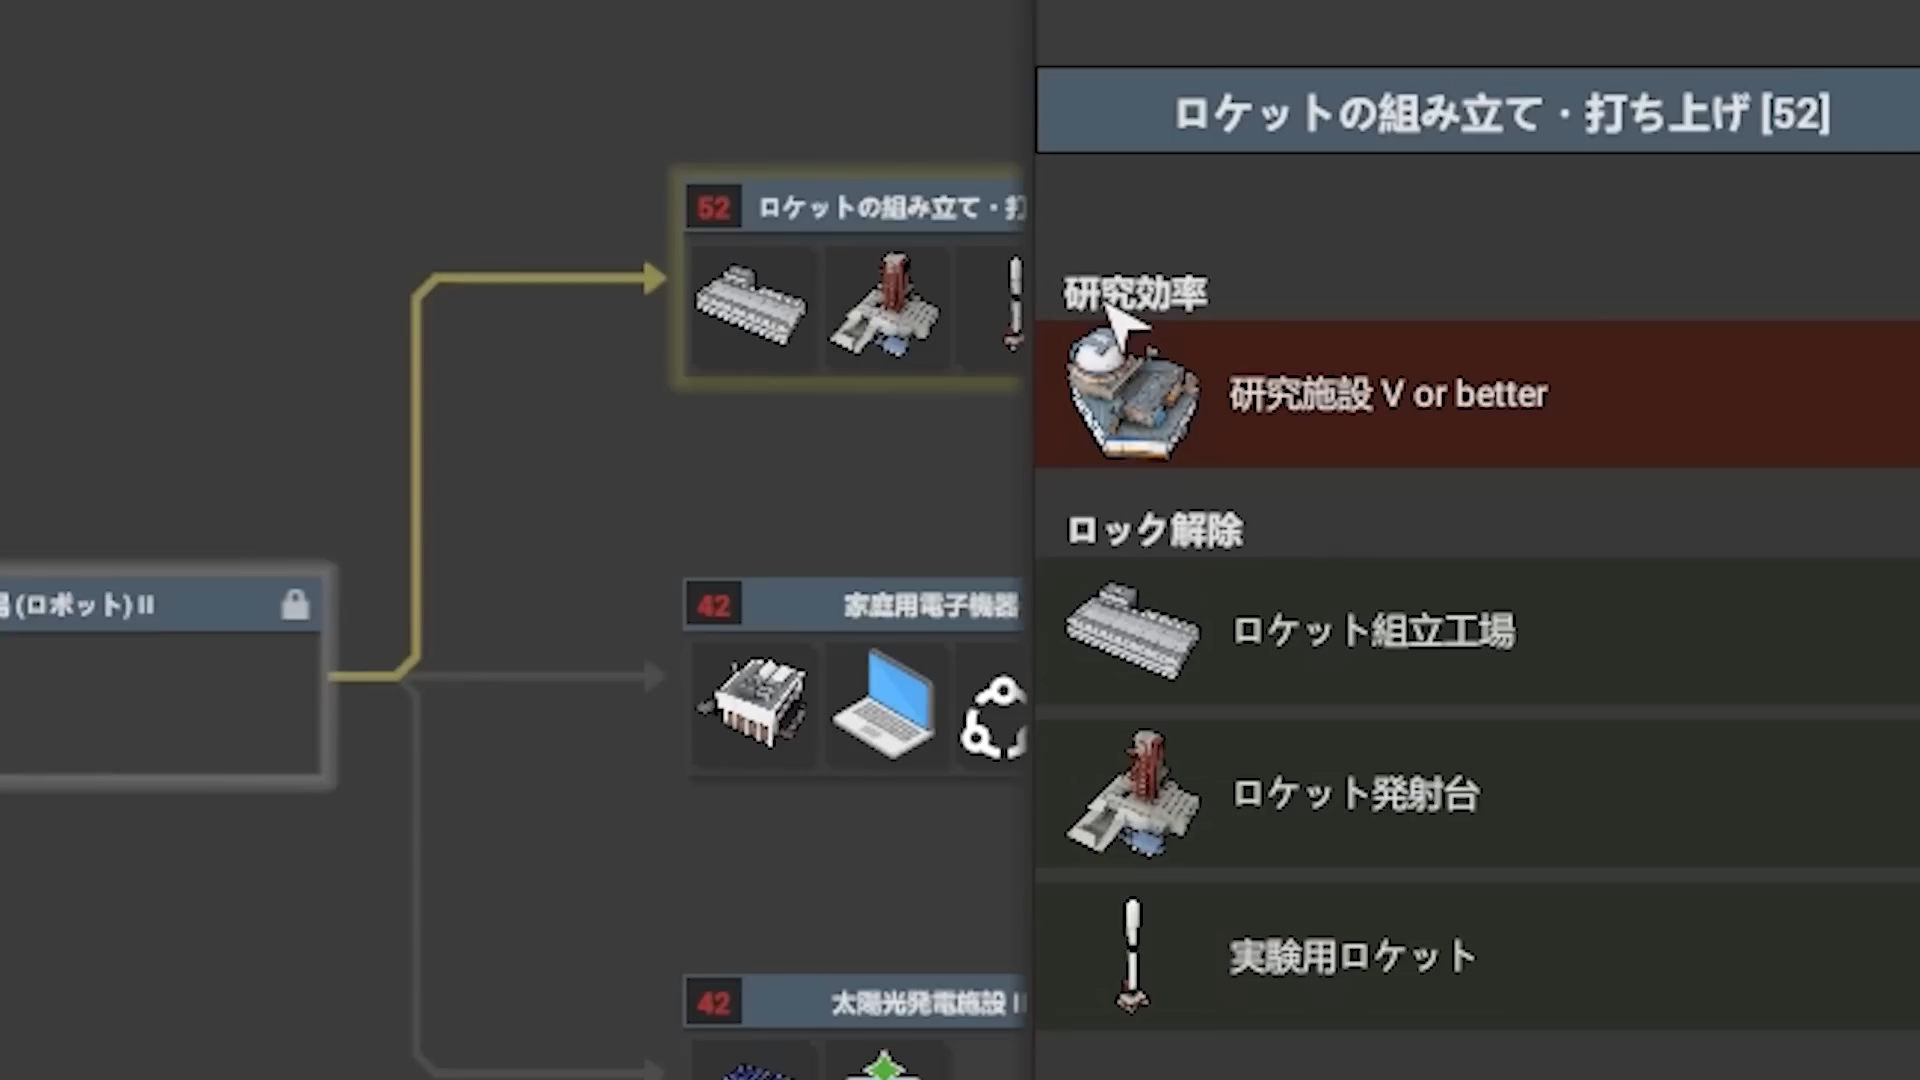 ロケットの組み立て・打ち上げ [52]
52 ロケットの組み立て・打
研究効率
研究施設 V or better
ロック解除
(ロボット) II
42 家庭用電子機器
ロケット組立工場
ロケット発射台
実験用ロケット
42 太陽光発電施設 II